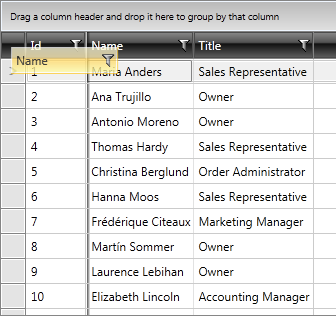 Drag a column header and drop it here to group by that column
Id Name Title
Name
1 Maria Anders Sales Representative
2 Ana Trujillo Owner
3 Antonio Moreno Owner
4 Thomas Hardy Sales Representative
5 Christina Berglund Order Administrator
6 Hanna Moos Sales Representative
7 Frédérique Citeaux Marketing Manager
8 Martín Sommer Owner
9 Laurence Lebihan Owner
10 Elizabeth Lincoln Accounting Manager